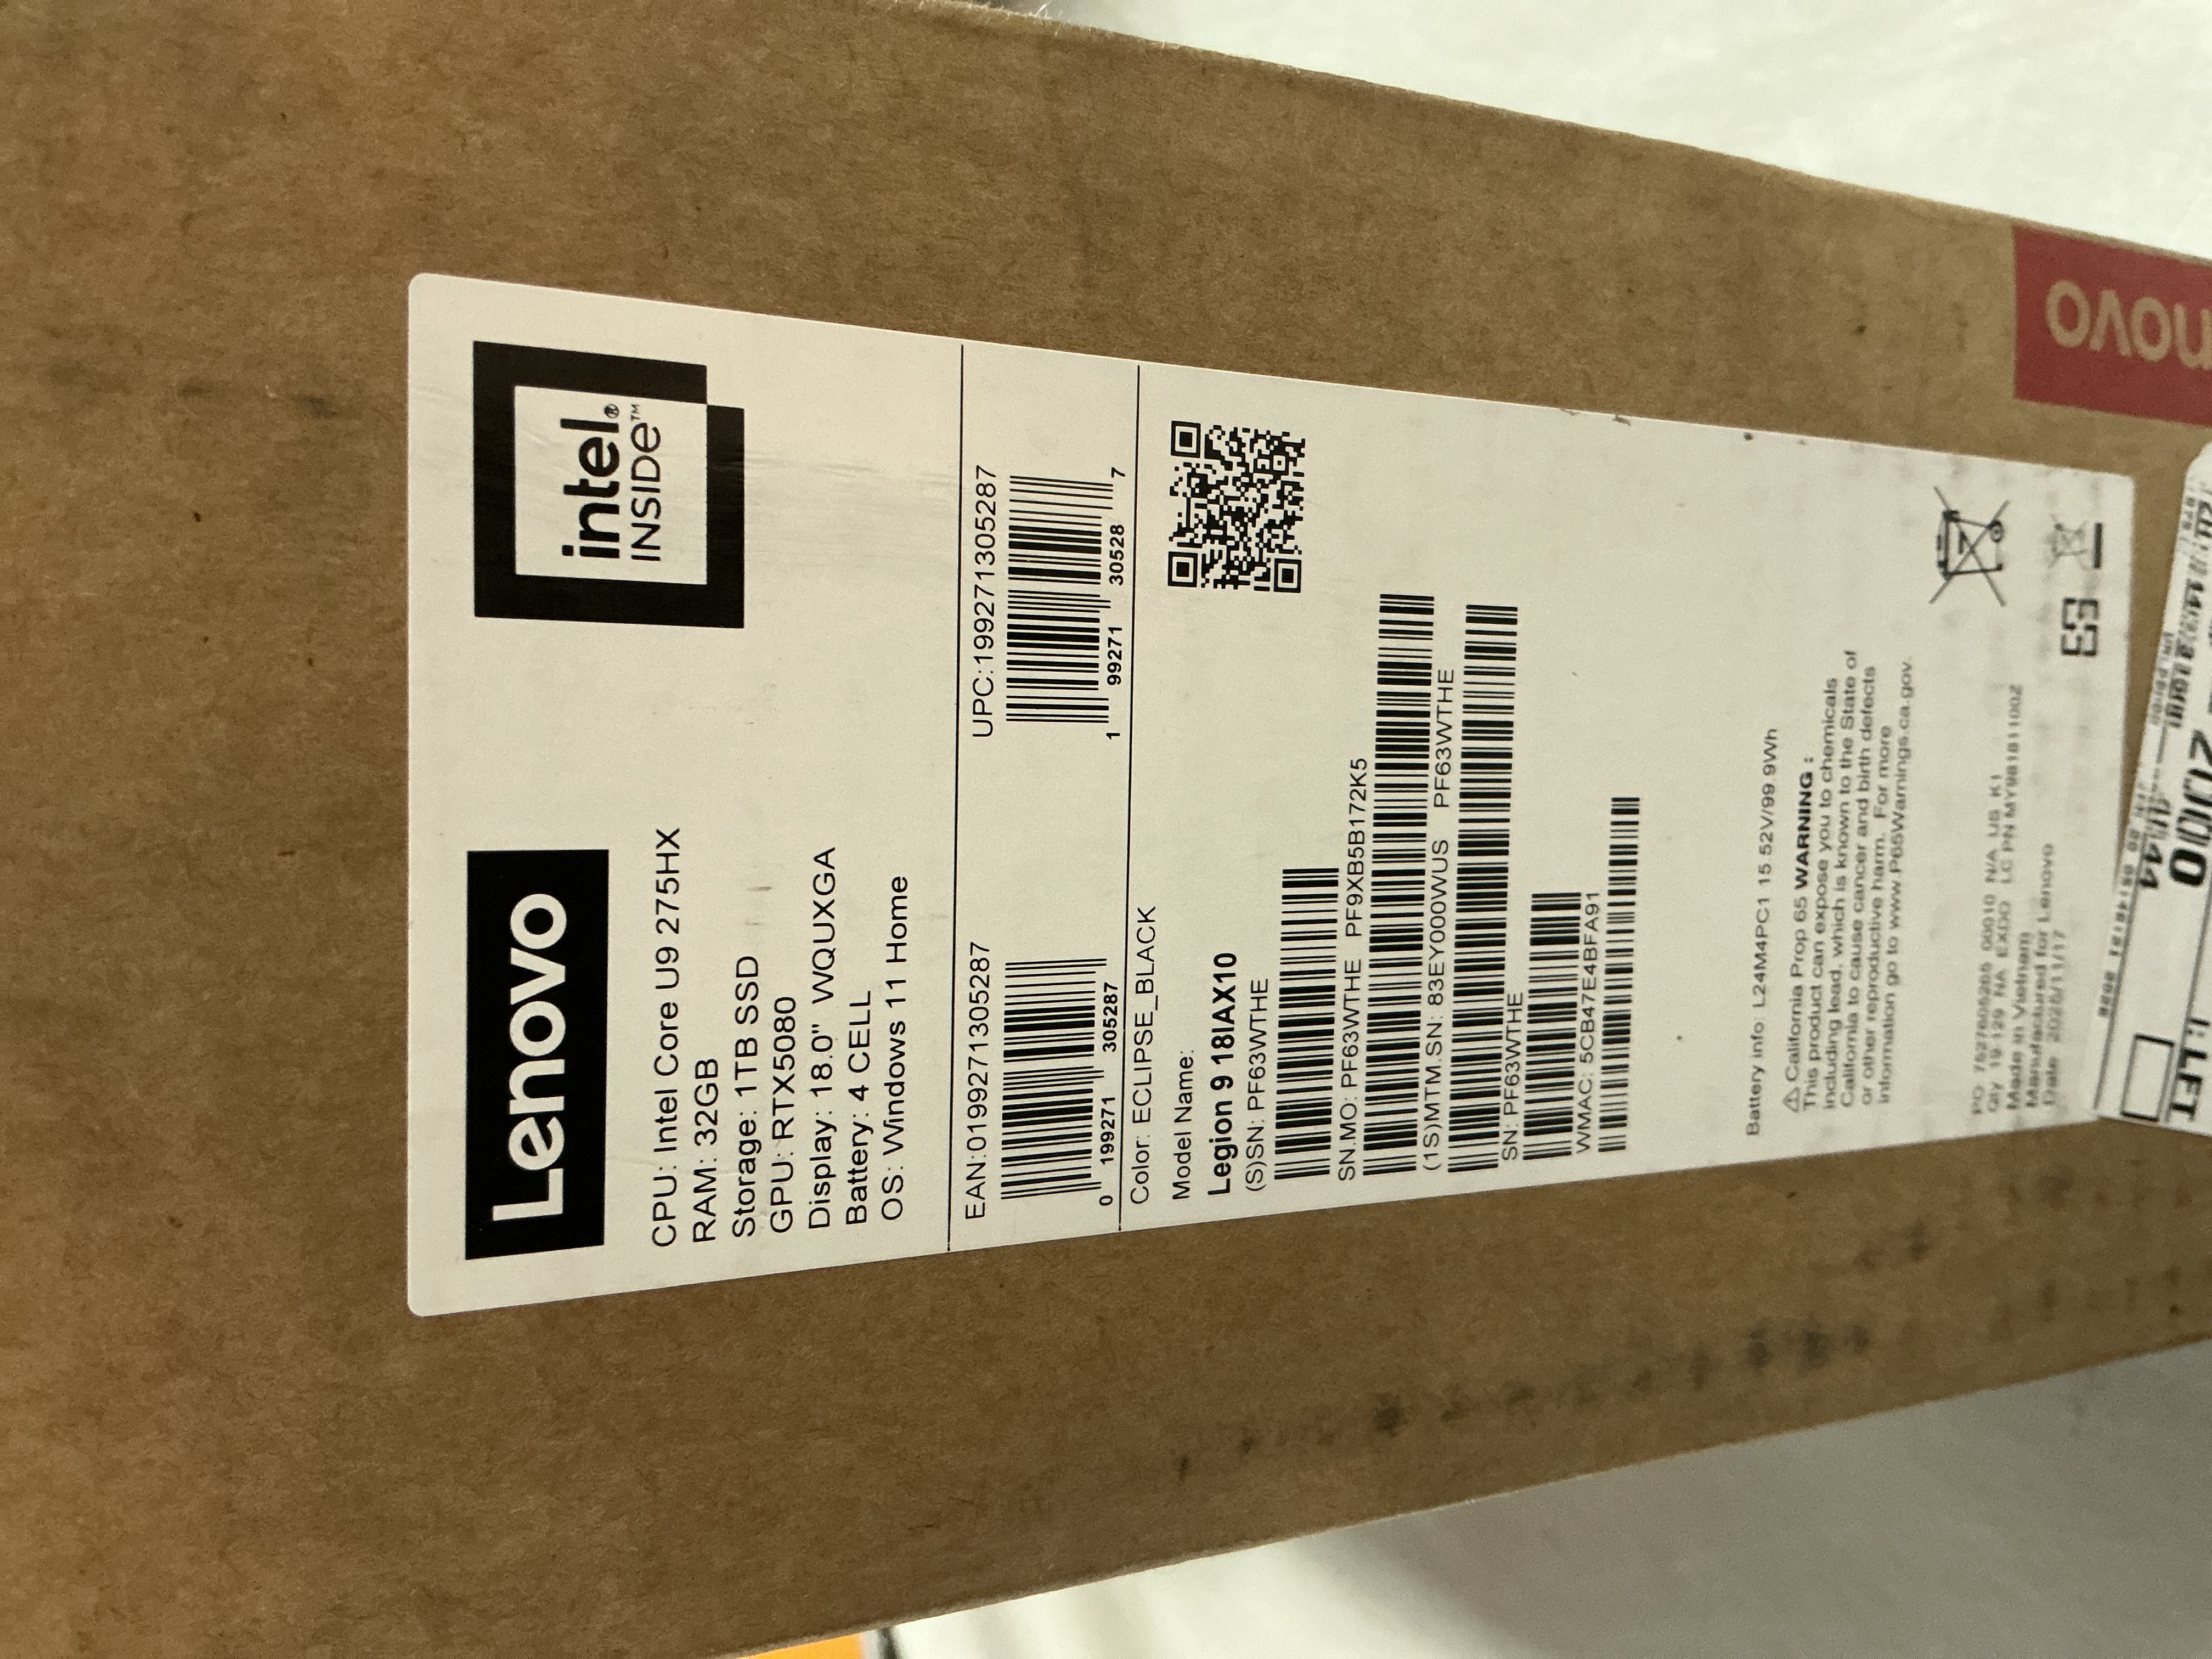 Lenovo
intel®
INSIDE™
CPU: Intel Core U9 275HX
RAM: 32GB
Storage: 1TB SSD
GPU: RTX5080
Display: 18.0" WQUXGA
Battery: 4 CELL
OS: Windows 11 Home
EAN:0199271305287
0 199271 305287
UPC:199271305287
1 99271 30528 7
Color: ECLIPSE_BLACK
Model Name:
Legion 9 18IAX10
(S)SN: PF63WTHE
SN.MO: PF63WTHE PF9XB5B172K5
(1S)MTM.SN: 83EY000WUS PF63WTHE
SN: PF63WTHE
WMAC: 5CB47E4BFA91
Battery info: L24M4PC1 15 52V/99 9Wh
⚠ California Prop 65 WARNING :
This product can expose you to chemicals
including lead, which is known to the State of
California to cause cancer and birth defects
or other reproductive harm. For more
information go to www.P65Warnings.ca.gov.
00010 N/A US K1
Made in Vietnam
Manufactured for Lenovo
novo